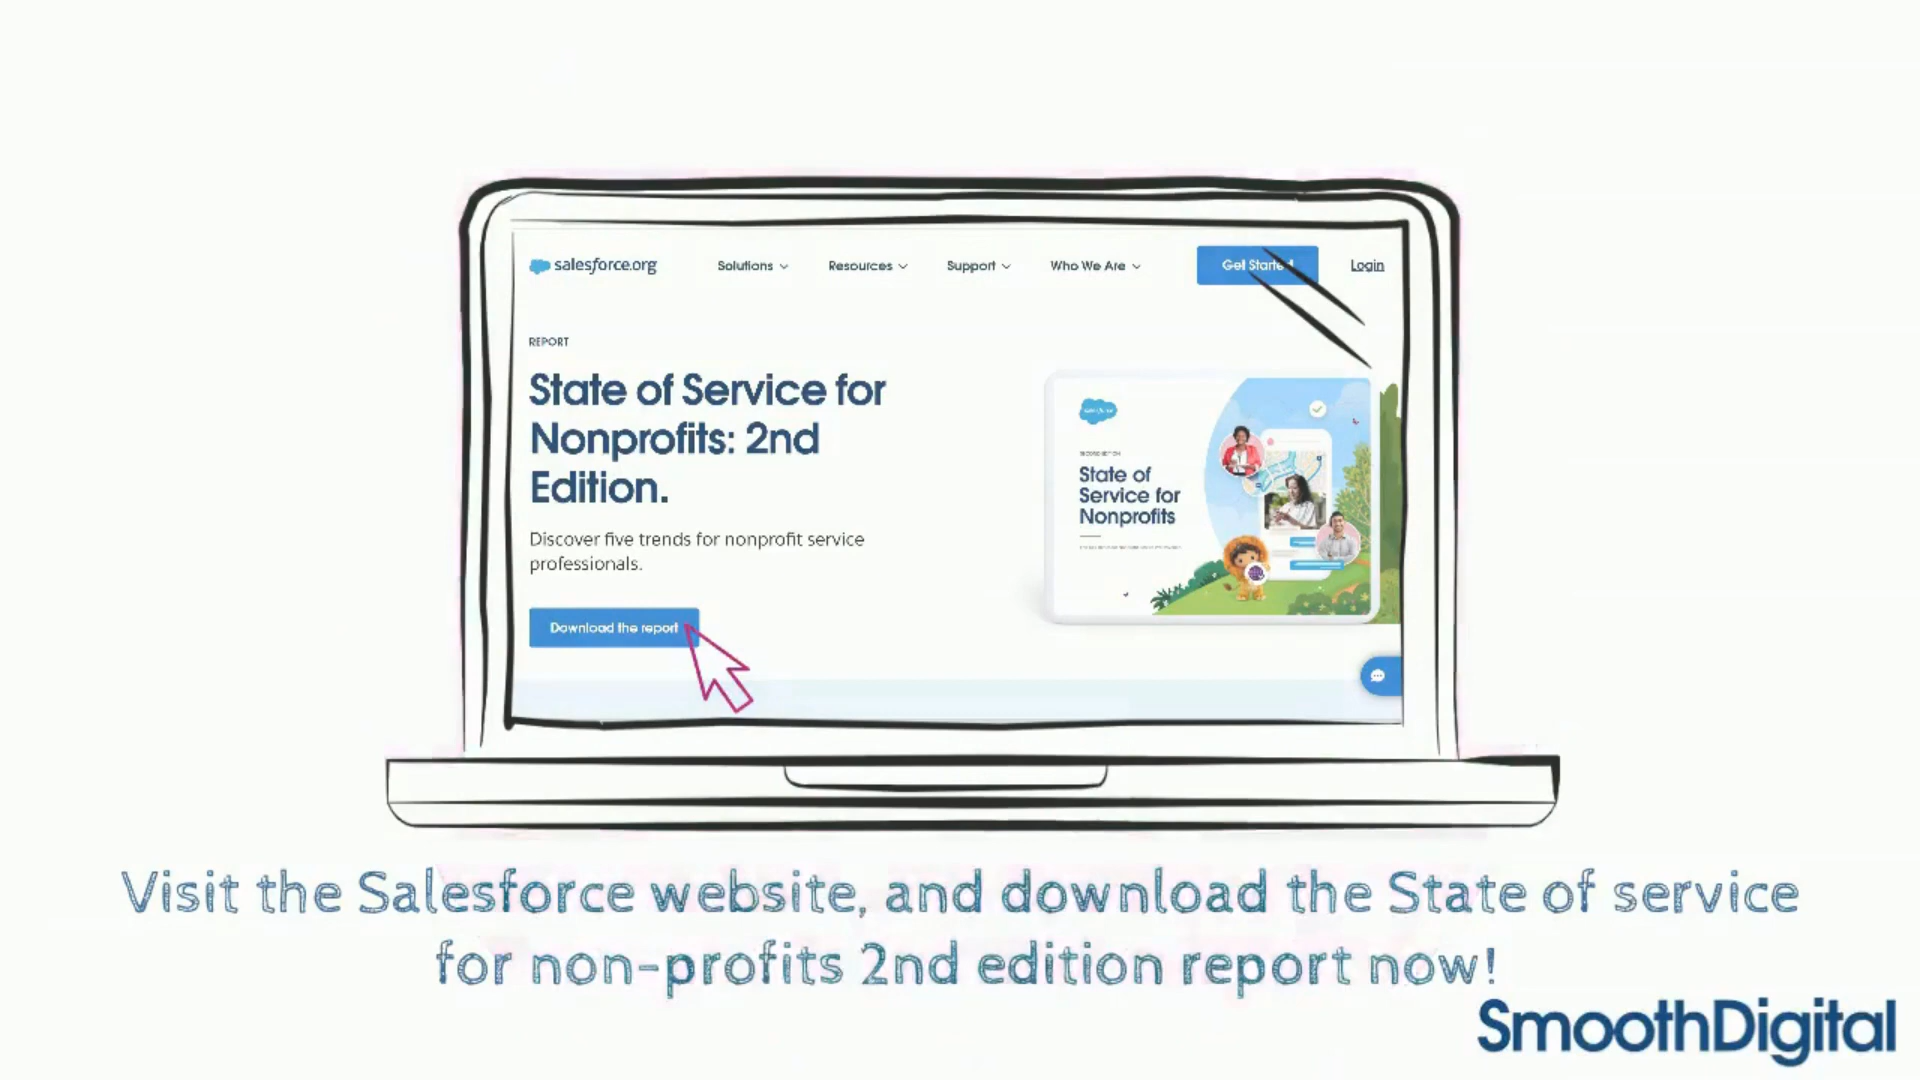 salesforce.org
Solutions
Resources
Support
Who We Are
Get Started
Login
REPORT
State of Service for
Nonprofits: 2nd
Edition.
Discover five trends for nonprofit service
professionals.
Download the report
State of
Service for
Nonprofits
Visit the Salesforce website, and download the State of service
for non-profits 2nd edition report now!
SmoothDigital